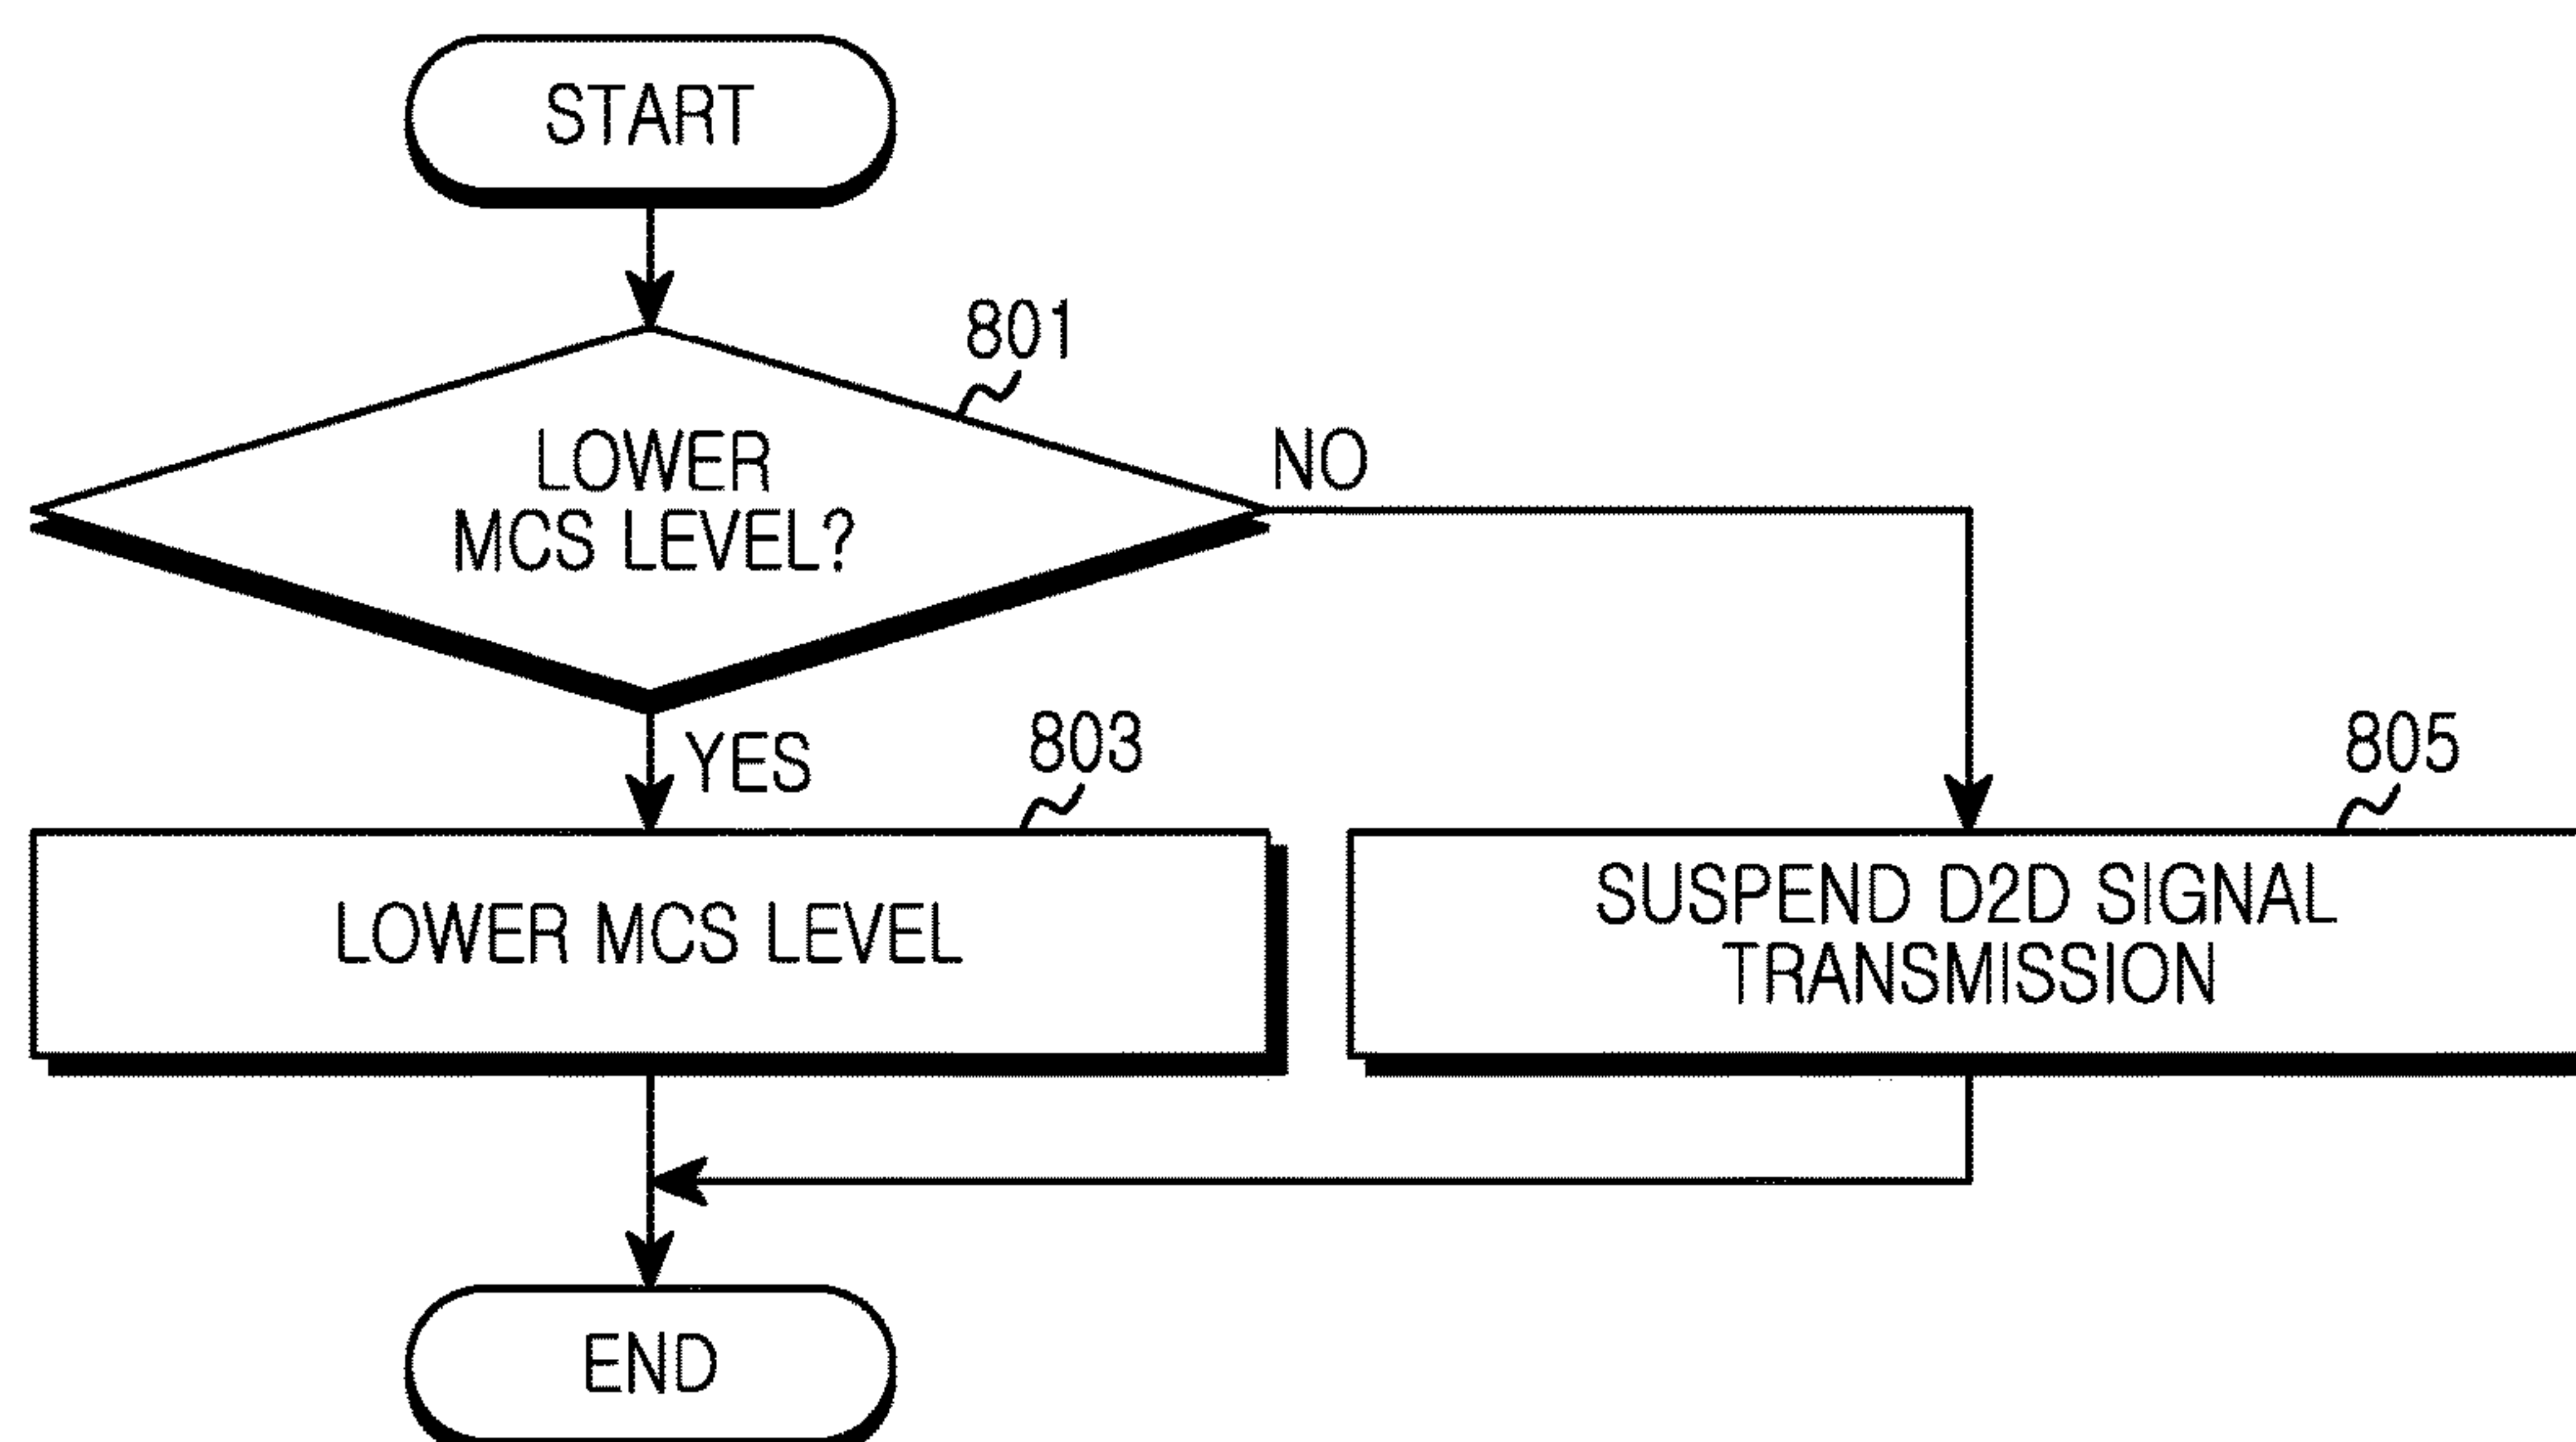 START
801
LOWER
MCS LEVEL?
NO
YES
803
LOWER MCS LEVEL
805
SUSPEND D2D SIGNAL
TRANSMISSION
END